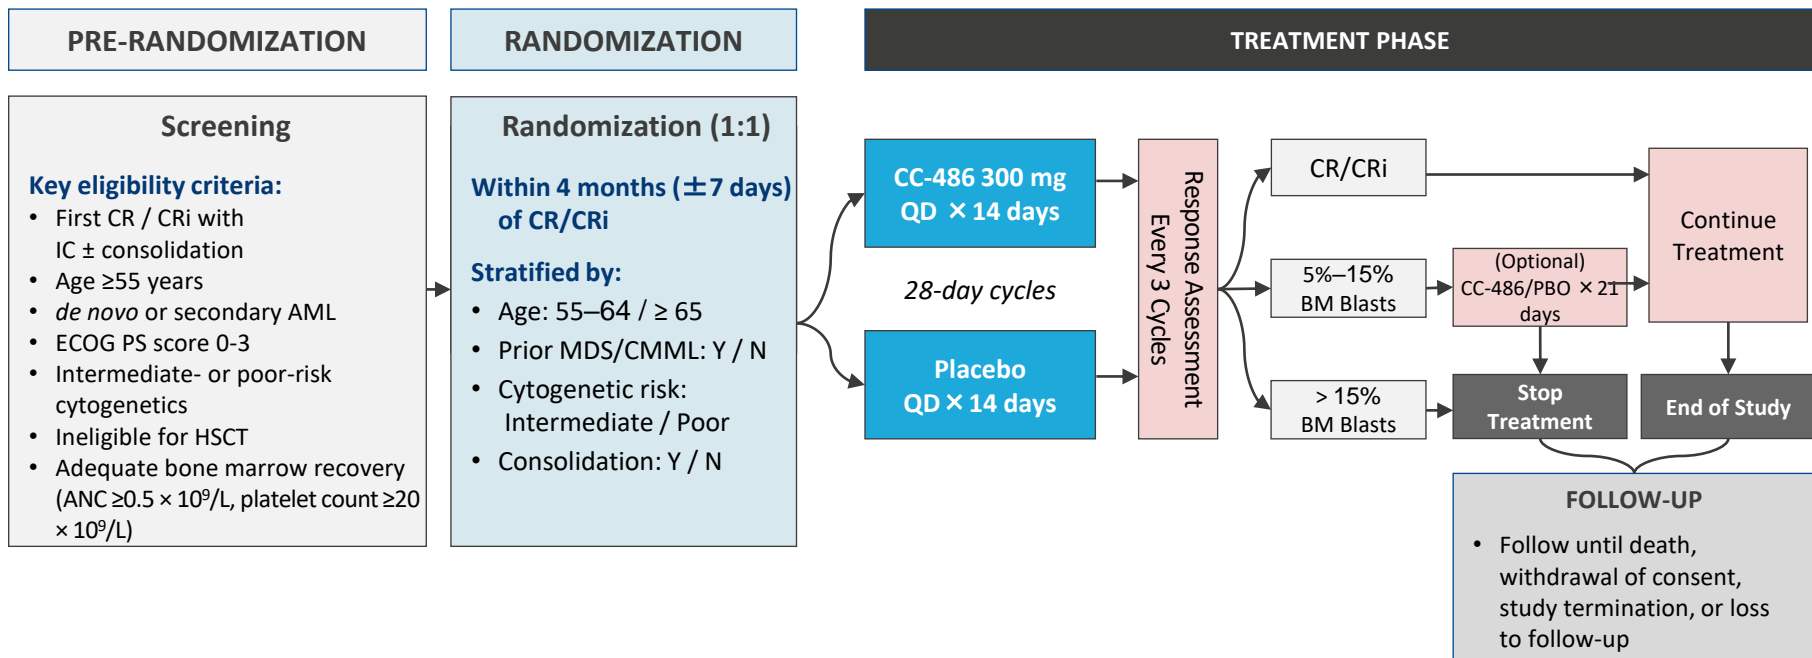 PRE-RANDOMIZATION
Screening
Key eligibility criteria:
• First CR / CRi with
IC ± consolidation
• Age ≥55 years
• de novo or secondary AML
• ECOG PS score 0-3
• Intermediate- or poor-risk
cytogenetics
• Ineligible for HSCT
• Adequate bone marrow recovery
(ANC ≥0.5 × 10⁹/L, platelet count ≥20
× 10⁹/L)
RANDOMIZATION
Randomization (1:1)
Within 4 months (±7 days)
of CR/CRi
Stratified by:
• Age: 55–64 / ≥ 65
• Prior MDS/CMML: Y / N
• Cytogenetic risk:
Intermediate / Poor
• Consolidation: Y / N
TREATMENT PHASE
CC-486 300 mg
QD × 14 days
28-day cycles
Placebo
QD × 14 days
Response Assessment
Every 3 Cycles
CR/CRi
5%–15%
BM Blasts
> 15%
BM Blasts
(Optional)
CC-486/PBO × 21
days
Continue
Treatment
Stop
Treatment
End of Study
FOLLOW-UP
• Follow until death,
withdrawal of consent,
study termination, or loss
to follow-up